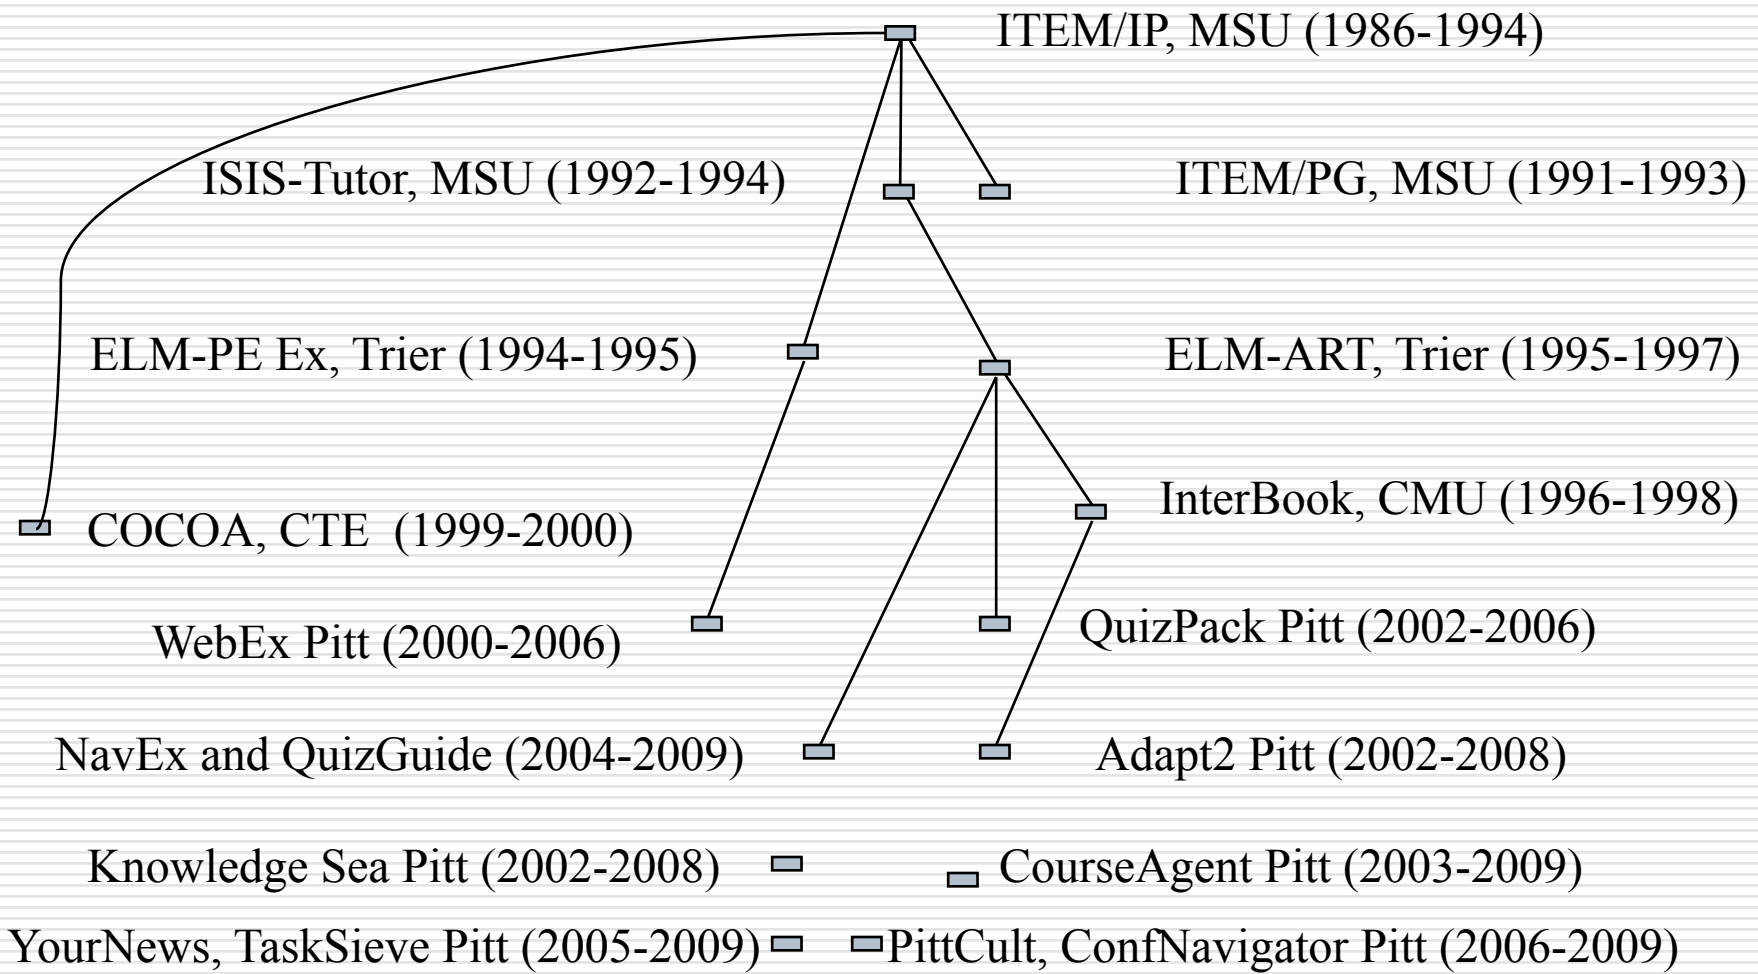 ITEM/IP, MSU (1986-1994)
ISIS-Tutor, MSU (1992-1994)
ITEM/PG, MSU (1991-1993)
ELM-PE Ex, Trier (1994-1995)
ELM-ART, Trier (1995-1997)
InterBook, CMU (1996-1998)
COCOA, CTE (1999-2000)
QuizPack Pitt (2002-2006)
WebEx Pitt (2000-2006)
NavEx and QuizGuide (2004-2009)
Adapt2 Pitt (2002-2008)
Knowledge Sea Pitt (2002-2008)
CourseAgent Pitt (2003-2009)
YourNews, TaskSieve Pitt (2005-2009)
PittCult, ConfNavigator Pitt (2006-2009)